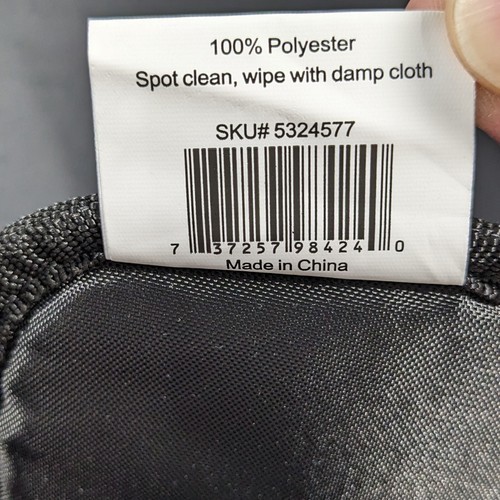 100% Polyester
Spot clean, wipe with damp cloth
SKU# 5324577
7 37257 98424 0
Made in China